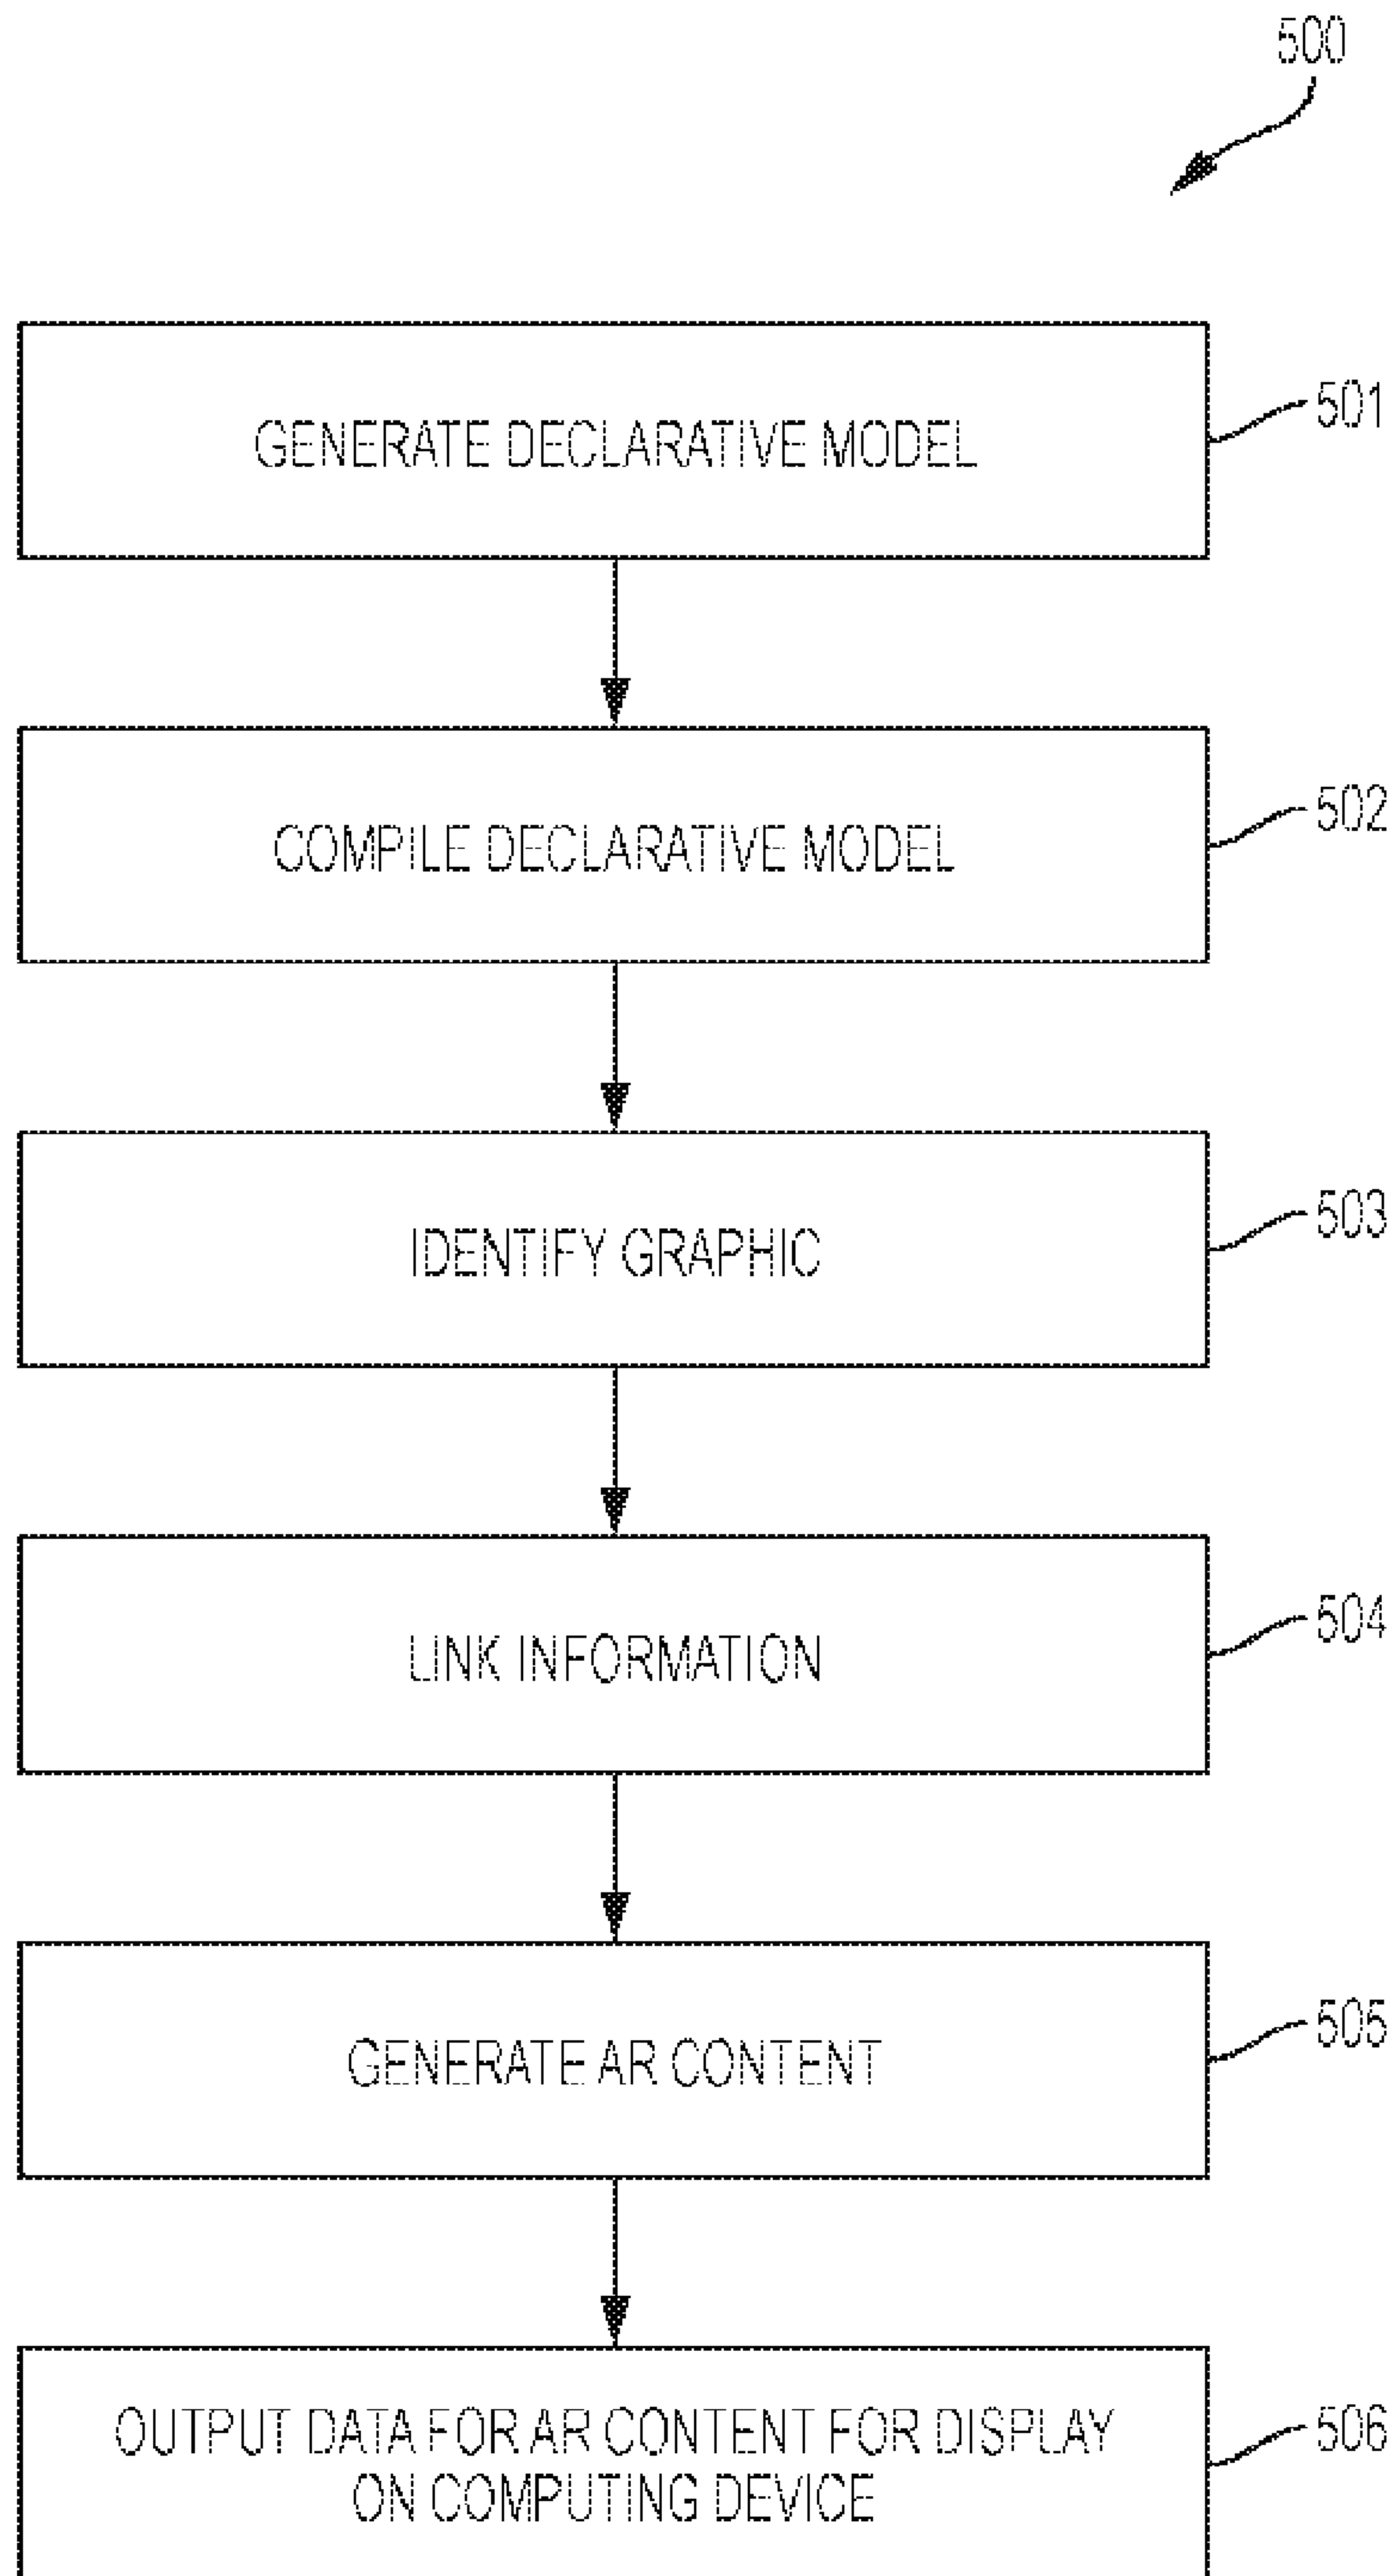 500
GENERATE DECLARATIVE MODEL
501
COMPILE DECLARATIVE MODEL
502
IDENTIFY GRAPHIC
503
LINK INFORMATION
504
GENERATE AR CONTENT
505
OUTPUT DATA FOR AR CONTENT FOR DISPLAY
ON COMPUTING DEVICE
506